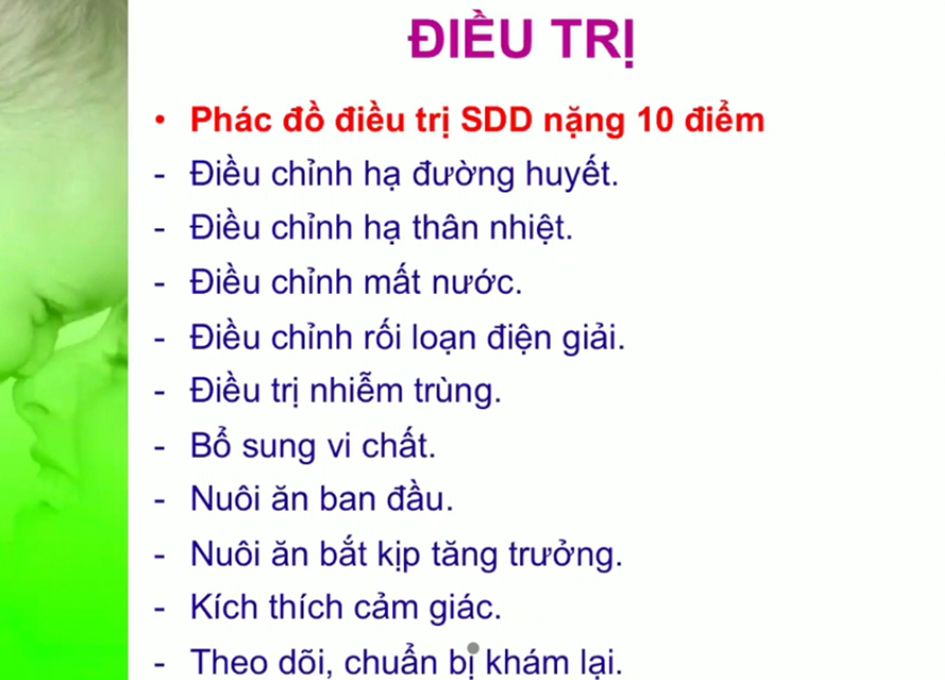 ĐIỀU TRỊ
• Phác đồ điều trị SDD nặng 10 điểm
- Điều chỉnh hạ đường huyết.
- Điều chỉnh hạ thân nhiệt.
- Điều chỉnh mất nước.
- Điều chỉnh rối loạn điện giải.
- Điều trị nhiễm trùng.
- Bổ sung vi chất.
- Nuôi ăn ban đầu.
- Nuôi ăn bắt kịp tăng trưởng.
- Kích thích cảm giác.
- Theo dõi, chuẩn bị khám lại.